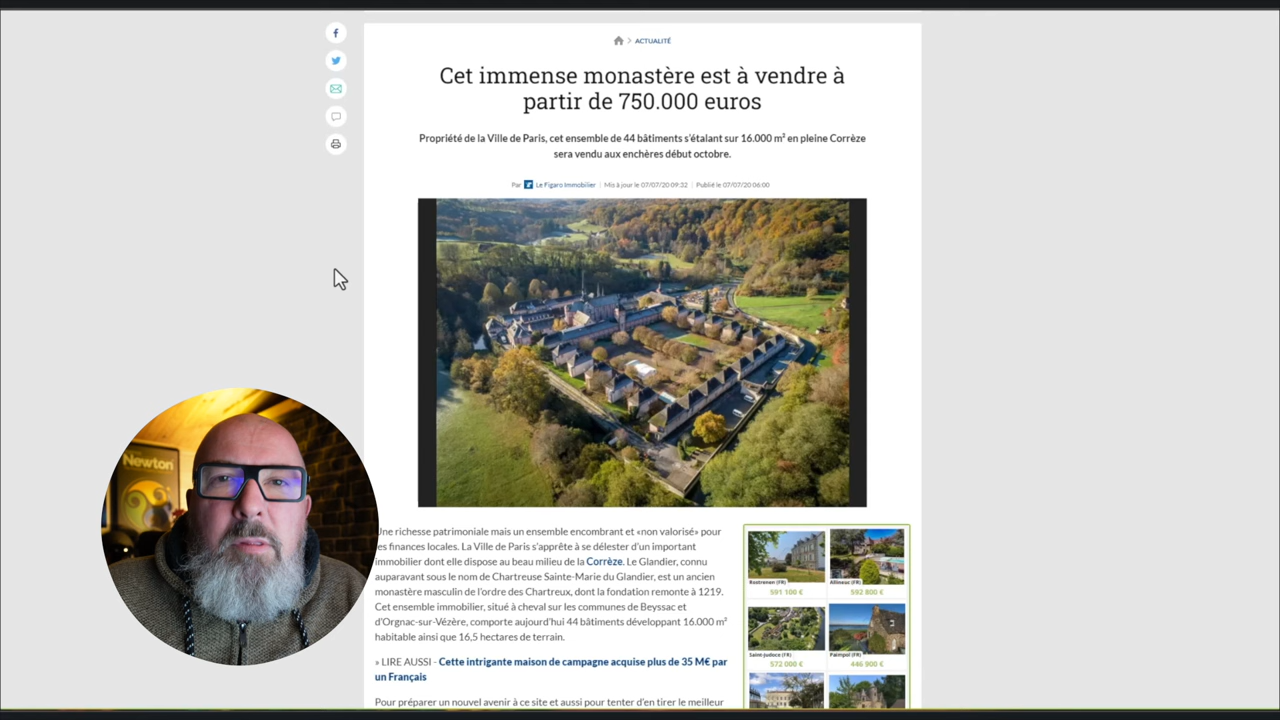 ACTUALITÉ
Cet immense monastère est à vendre à
partir de 750.000 euros
Propriété de la Ville de Paris, cet ensemble de 44 bâtiments s'étalant sur 16.000 m² en pleine Corrèze
sera vendu aux enchères début octobre.
Par Le Figaro Immobilier | Mis à jour le 07/07/20 09:32 | Publié le 07/07/20 06:00
Newton
Une richesse patrimoniale mais un ensemble encombrant et «non valorisé» pour
les finances locales. La Ville de Paris s'apprête à se délester d'un important
immobilier dont elle dispose au beau milieu de la Corrèze. Le Glandier, connu
auparavant sous le nom de Chartreuse Sainte-Marie du Glandier, est un ancien
monastère masculin de l'ordre des Chartreux, dont la fondation remonte à 1219.
Cet ensemble immobilier, situé à cheval sur les communes de Beyssac et
d'Orgnac-sur-Vézère, comporte aujourd'hui 44 bâtiments développant 16.000 m²
habitable ainsi que 16,5 hectares de terrain.
» LIRE AUSSI - Cette intrigante maison de campagne acquise plus de 35 M€ par
un Français
Pour préparer un nouvel avenir à ce site et aussi pour tenter d'en tirer le meilleur
Rostrenen (FR)
591 100 €
Allineuc (FR)
592 800 €
Saint-Judoce (FR)
572 000 €
Paimpol (FR)
446 900 €